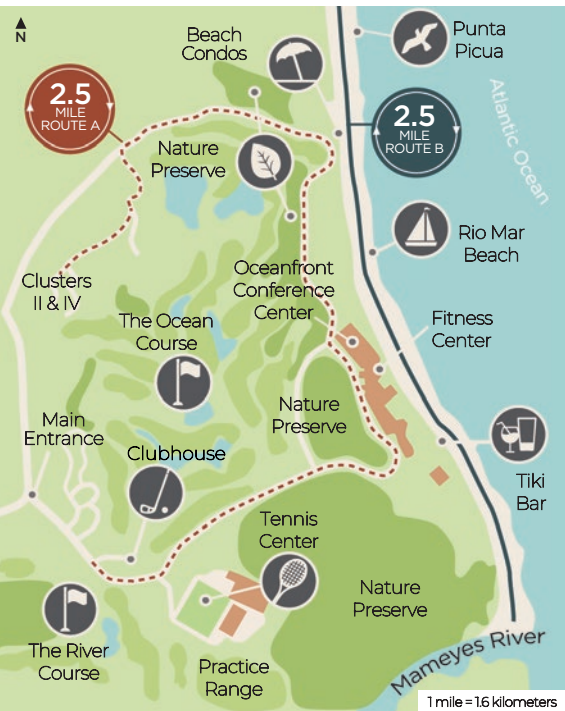 N
Beach
Condos
Punta
Picua
2.5
MILE
ROUTE A
2.5
MILE
ROUTE B
Atlantic Ocean
Nature
Preserve
Rio Mar
Beach
Clusters
II & IV
Oceanfront
Conference
Center
The Ocean
Course
Fitness
Center
Nature
Preserve
Main
Entrance
Clubhouse
Tiki
Bar
Tennis
Center
Nature
Preserve
The River
Course
Practice
Range
Mameyes River
1 mile = 1.6 kilometers